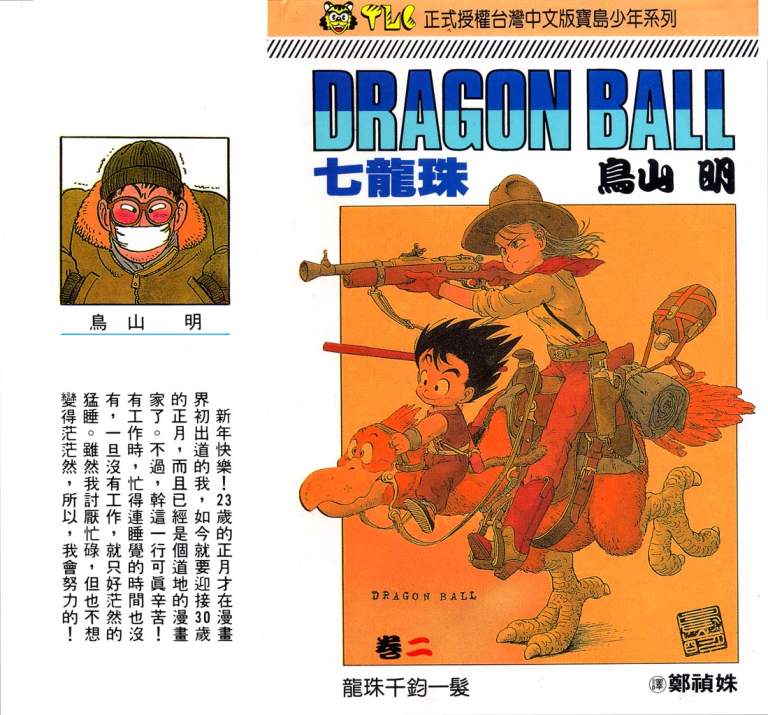 TLC 正式授權台灣中文版寶島少年系列
DRAGON BALL
七龍珠
鳥山 明
DRAGON BALL
卷二
龍珠千鈞一髮
譯 鄭禎姝
鳥 山 明
新年快樂！23歲的正月才在漫畫
界初出道的我，如今就要迎接30歲
的正月，而且已經是個道地的漫畫
家了。不過，幹這一行可眞辛苦！
有工作時，忙得連睡覺的時間也沒
有，一旦沒有工作，就只好茫然的
猛睡。雖然我討厭忙碌，但也不想
變得茫茫然，所以，我會努力的！